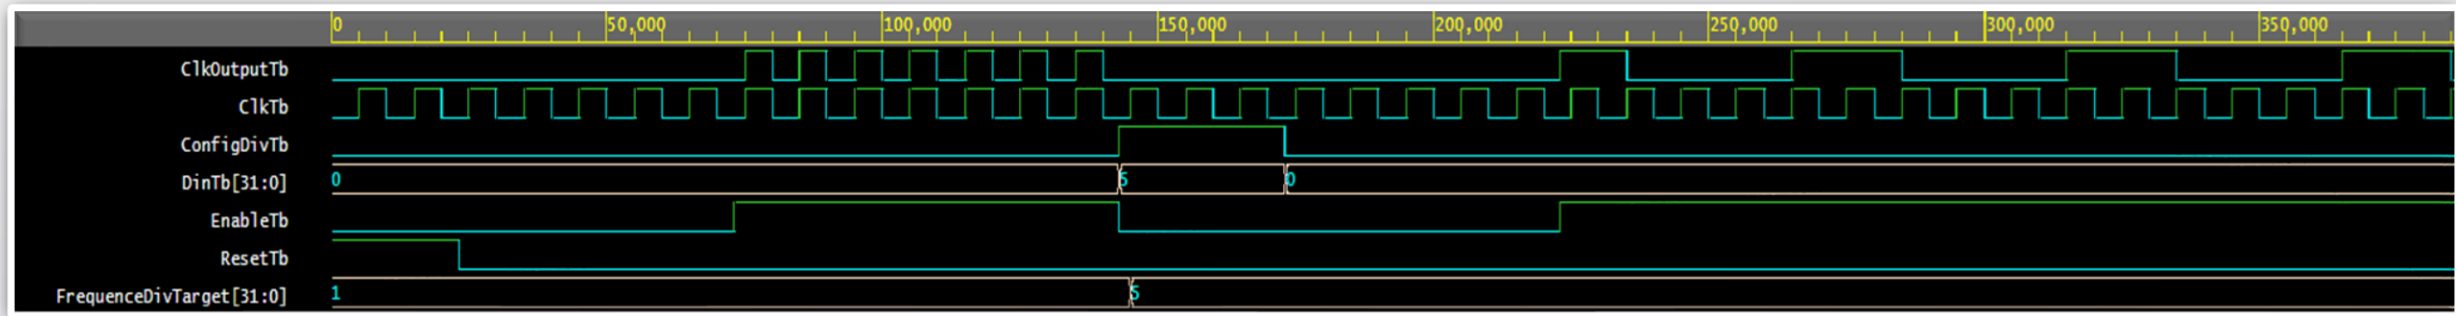 0 50,000 100,000 150,000 200,000 250,000 300,000 350,000
ClkOutputTb
ClkTb
ConfigDivTb
DinTb[31:0] 0 5 0
EnableTb
ResetTb
FrequenceDivTarget[31:0] 1 5